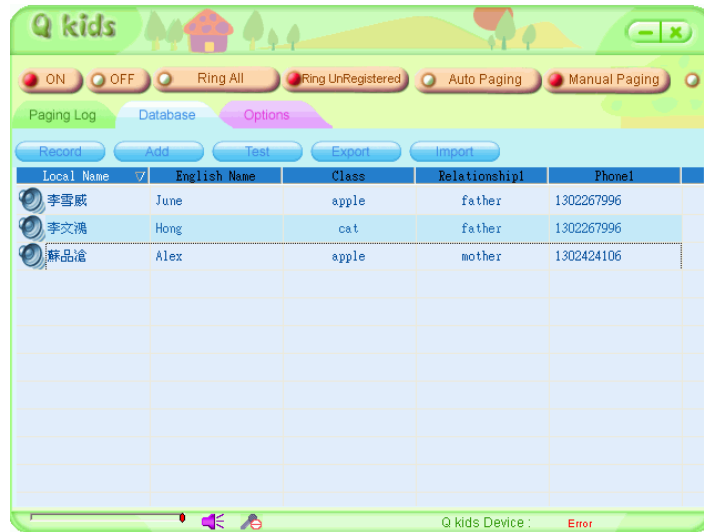 Q kids
ON OFF Ring All Ring UnRegistered Auto Paging Manual Paging
Paging Log Database Options
Record Add Test Export Import
Local Name English Name Class Relationship1 Phone1
李雪威 June apple father 1302267996
李文鴻 Hong cat father 1302267996
蘇品滄 Alex apple mother 1302424106
Q kids Device : Error